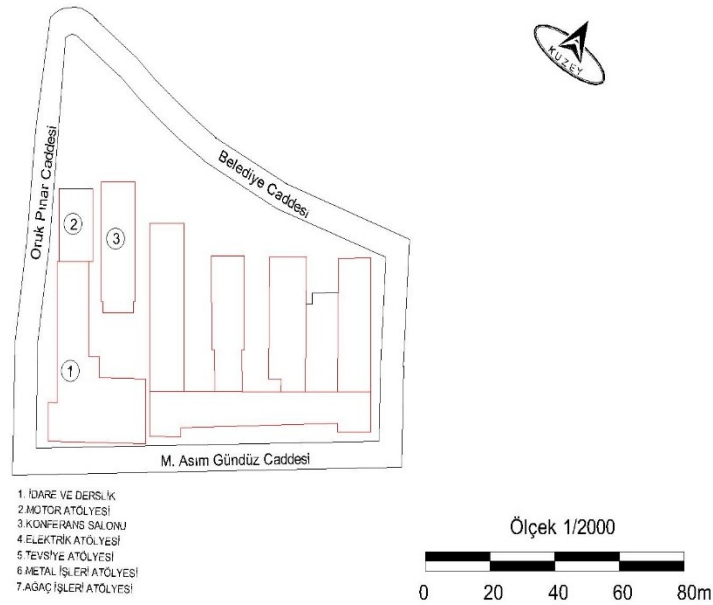 KUZEY
Oruk Pınar Caddesi
Belediye Caddesi
2
3
1
M. Asım Gündüz Caddesi
1. İDARE VE DERSLİK
2.MOTOR ATÖLYESİ
3.KONFERANS SALONU
4.ELEKTRİK ATÖLYESİ
5.TEVSİYE ATÖLYESİ
6.METAL İŞLERİ ATÖLYESİ
7.AĞAÇ İŞLERİ ATÖLYESİ
Ölçek 1/2000
0 20 40 60 80m